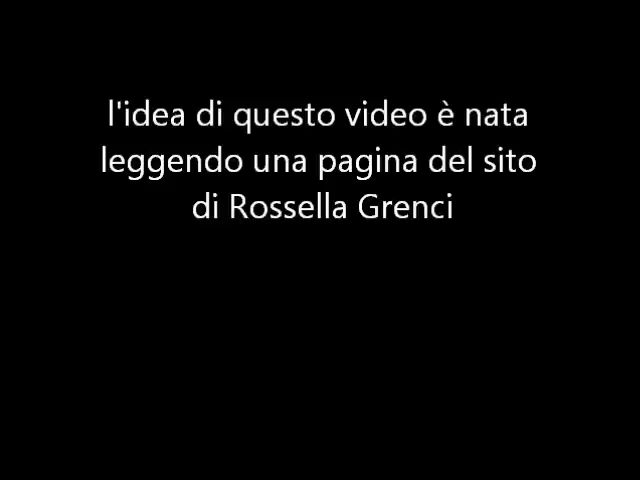 l'idea di questo video è nata
leggendo una pagina del sito
di Rossella Grenci